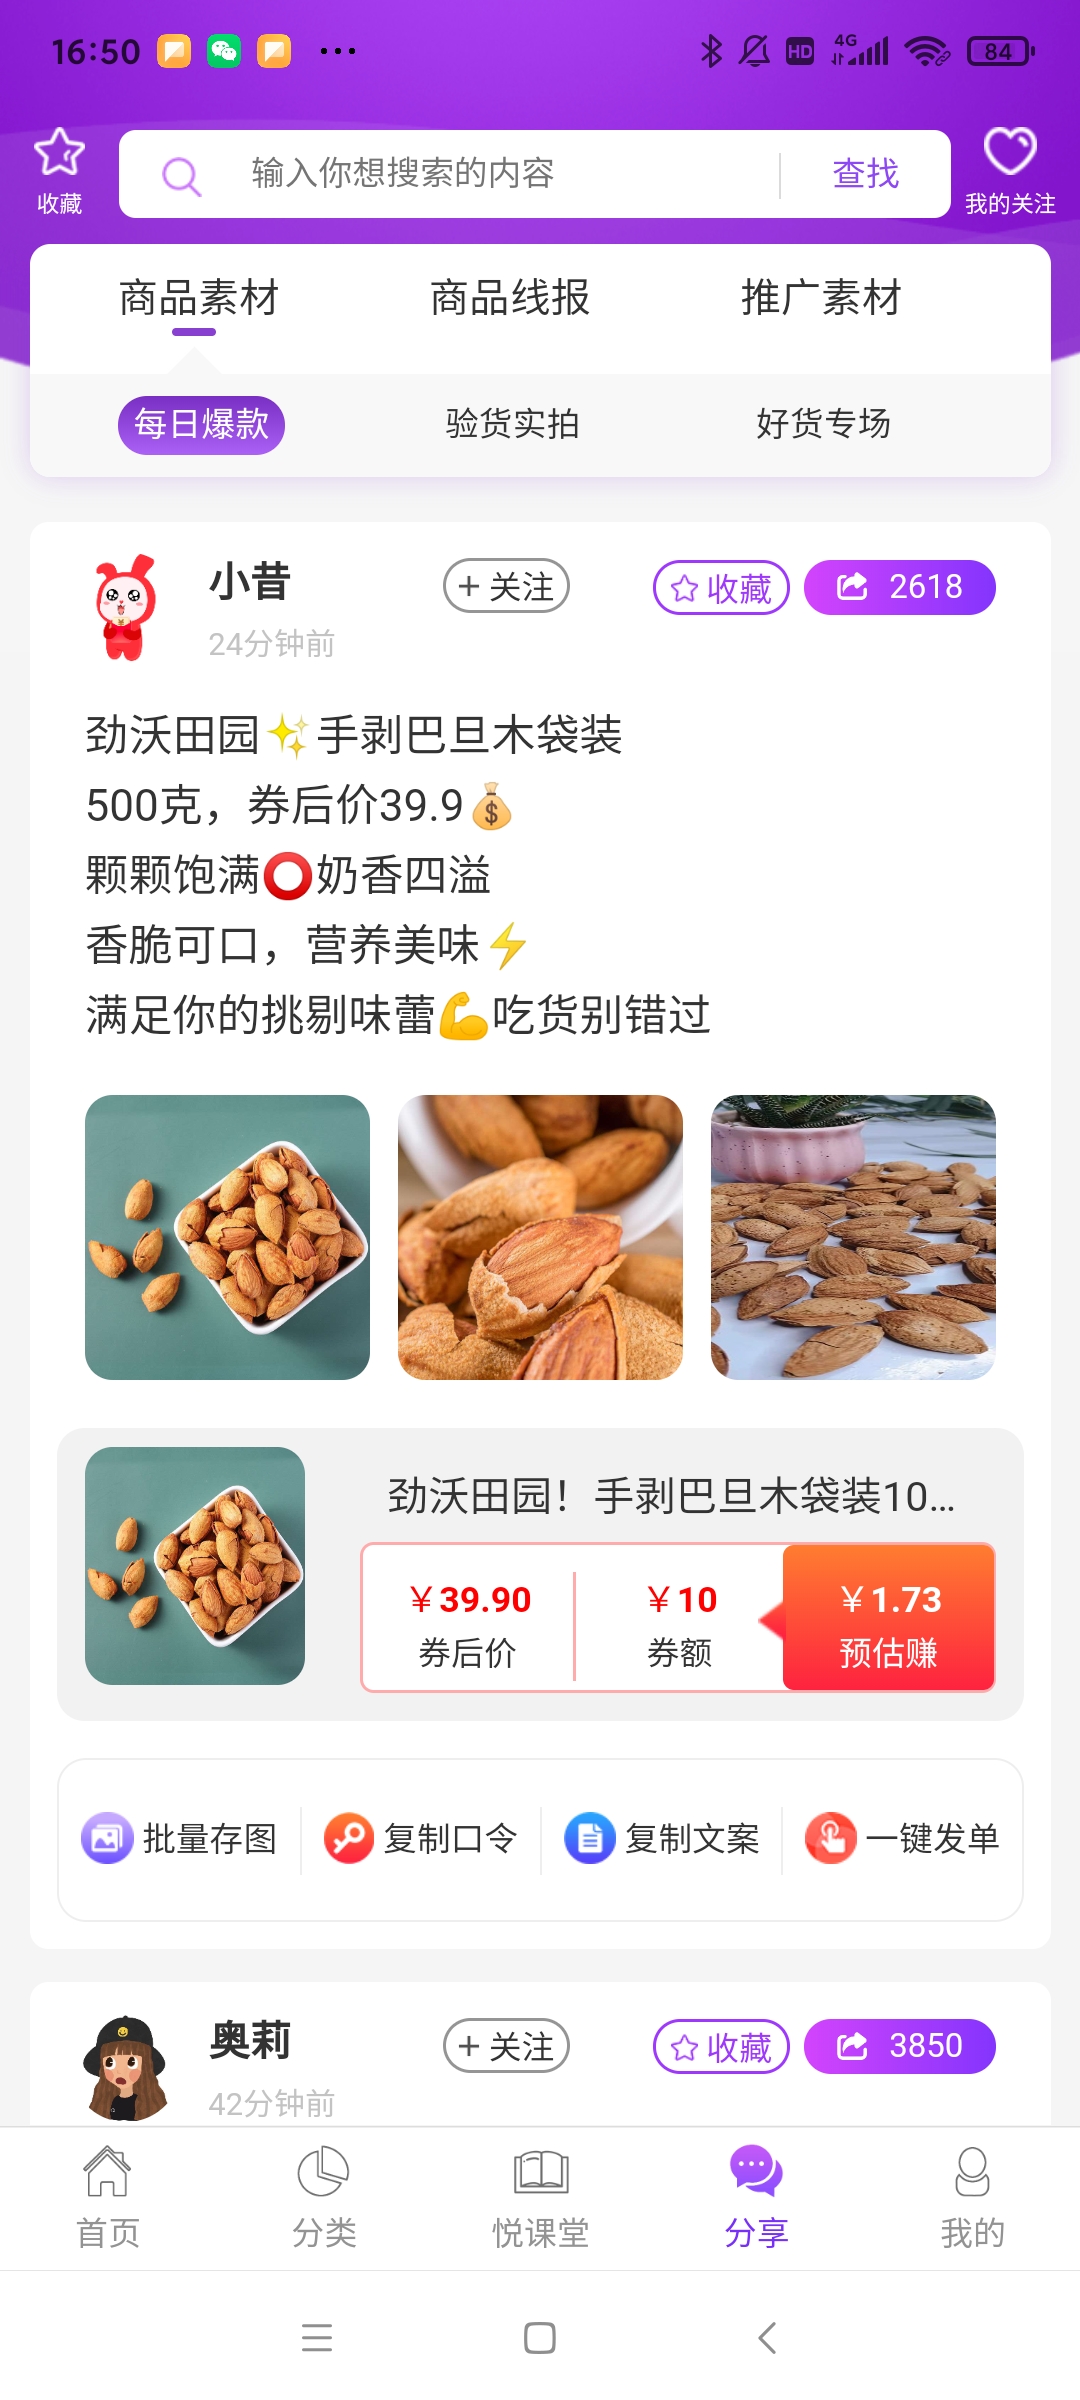 16:50
HD
4G
84
收藏
输入你想搜索的内容
查找
我的关注
商品素材
商品线报
推广素材
每日爆款
验货实拍
好货专场
小昔
+ 关注
收藏
2618
24分钟前
劲沃田园✨手剥巴旦木袋装
500克，券后价39.9💰
颗颗饱满⭕奶香四溢
香脆可口，营养美味⚡
满足你的挑剔味蕾💪吃货别错过
劲沃田园！手剥巴旦木袋装10...
￥39.90
￥10
￥1.73
券后价
券额
预估赚
批量存图
复制口令
复制文案
一键发单
奥莉
+ 关注
收藏
3850
42分钟前
首页
分类
悦课堂
分享
我的